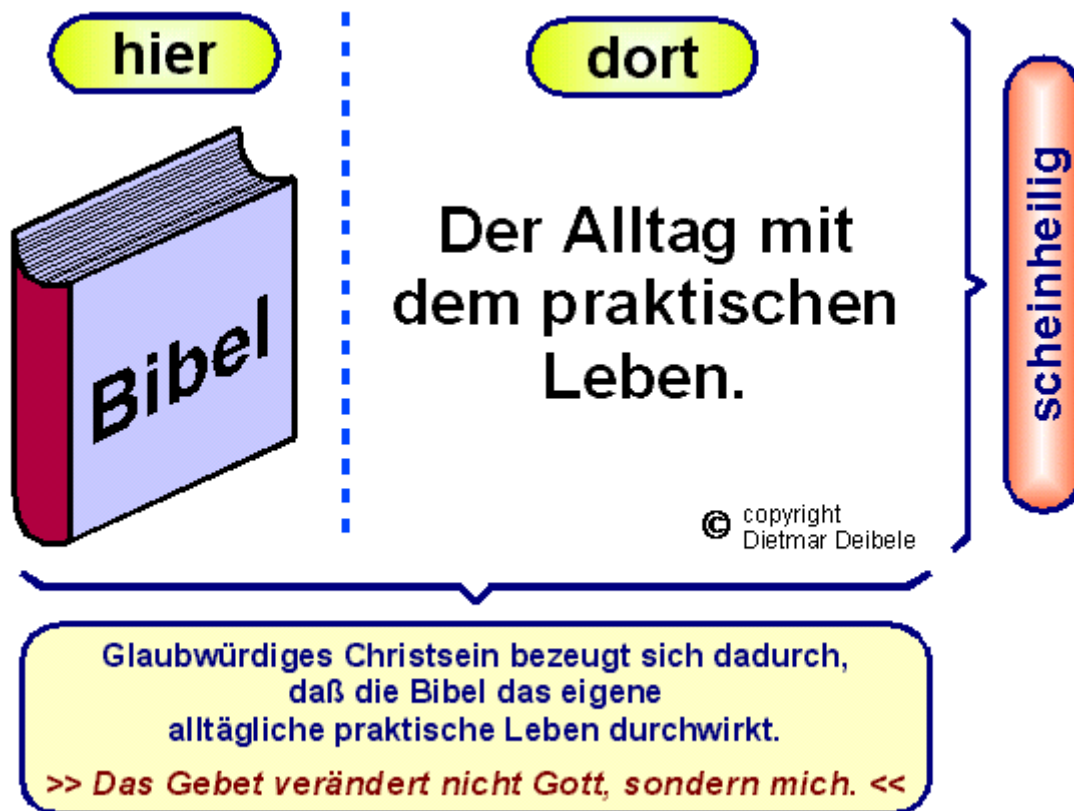 hier
dort
Bibel
Der Alltag mit
dem praktischen
Leben.
scheinheilig
© copyright
Dietmar Deibele
Glaubwürdiges Christsein bezeugt sich dadurch,
daß die Bibel das eigene
alltägliche praktische Leben durchwirkt.
>> Das Gebet verändert nicht Gott, sondern mich. <<